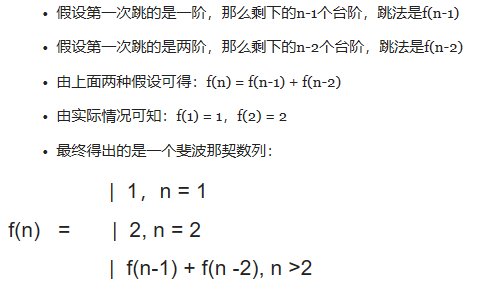 • 假设第一次跳的是一阶，那么剩下的n-1个台阶，跳法是f(n-1)
• 假设第一次跳的是两阶，那么剩下的n-2个台阶，跳法是f(n-2)
• 由上面两种假设可得：f(n) = f(n-1) + f(n-2)
• 由实际情况可知：f(1) = 1，f(2) = 2
• 最终得出的是一个斐波那契数列：
| 1，n = 1
f(n) = | 2, n = 2
| f(n-1) + f(n -2), n >2